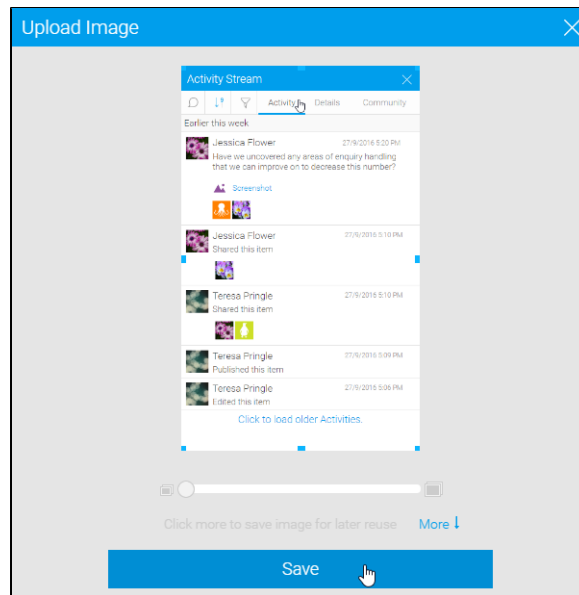 Upload Image
Activity Stream
Activity Details Community
Earlier this week
Jessica Flower 27/9/2016 5:20 PM
Have we uncovered any areas of enquiry handling
that we can improve on to decrease this number?
Screenshot
Jessica Flower 27/9/2016 5:10 PM
Shared this item
Teresa Pringle 27/9/2016 5:10 PM
Shared this item
Teresa Pringle 27/9/2016 5:09 PM
Published this item
Teresa Pringle 27/9/2016 5:06 PM
Edited this item
Click to load older Activities.
Click more to save image for later reuse More
Save